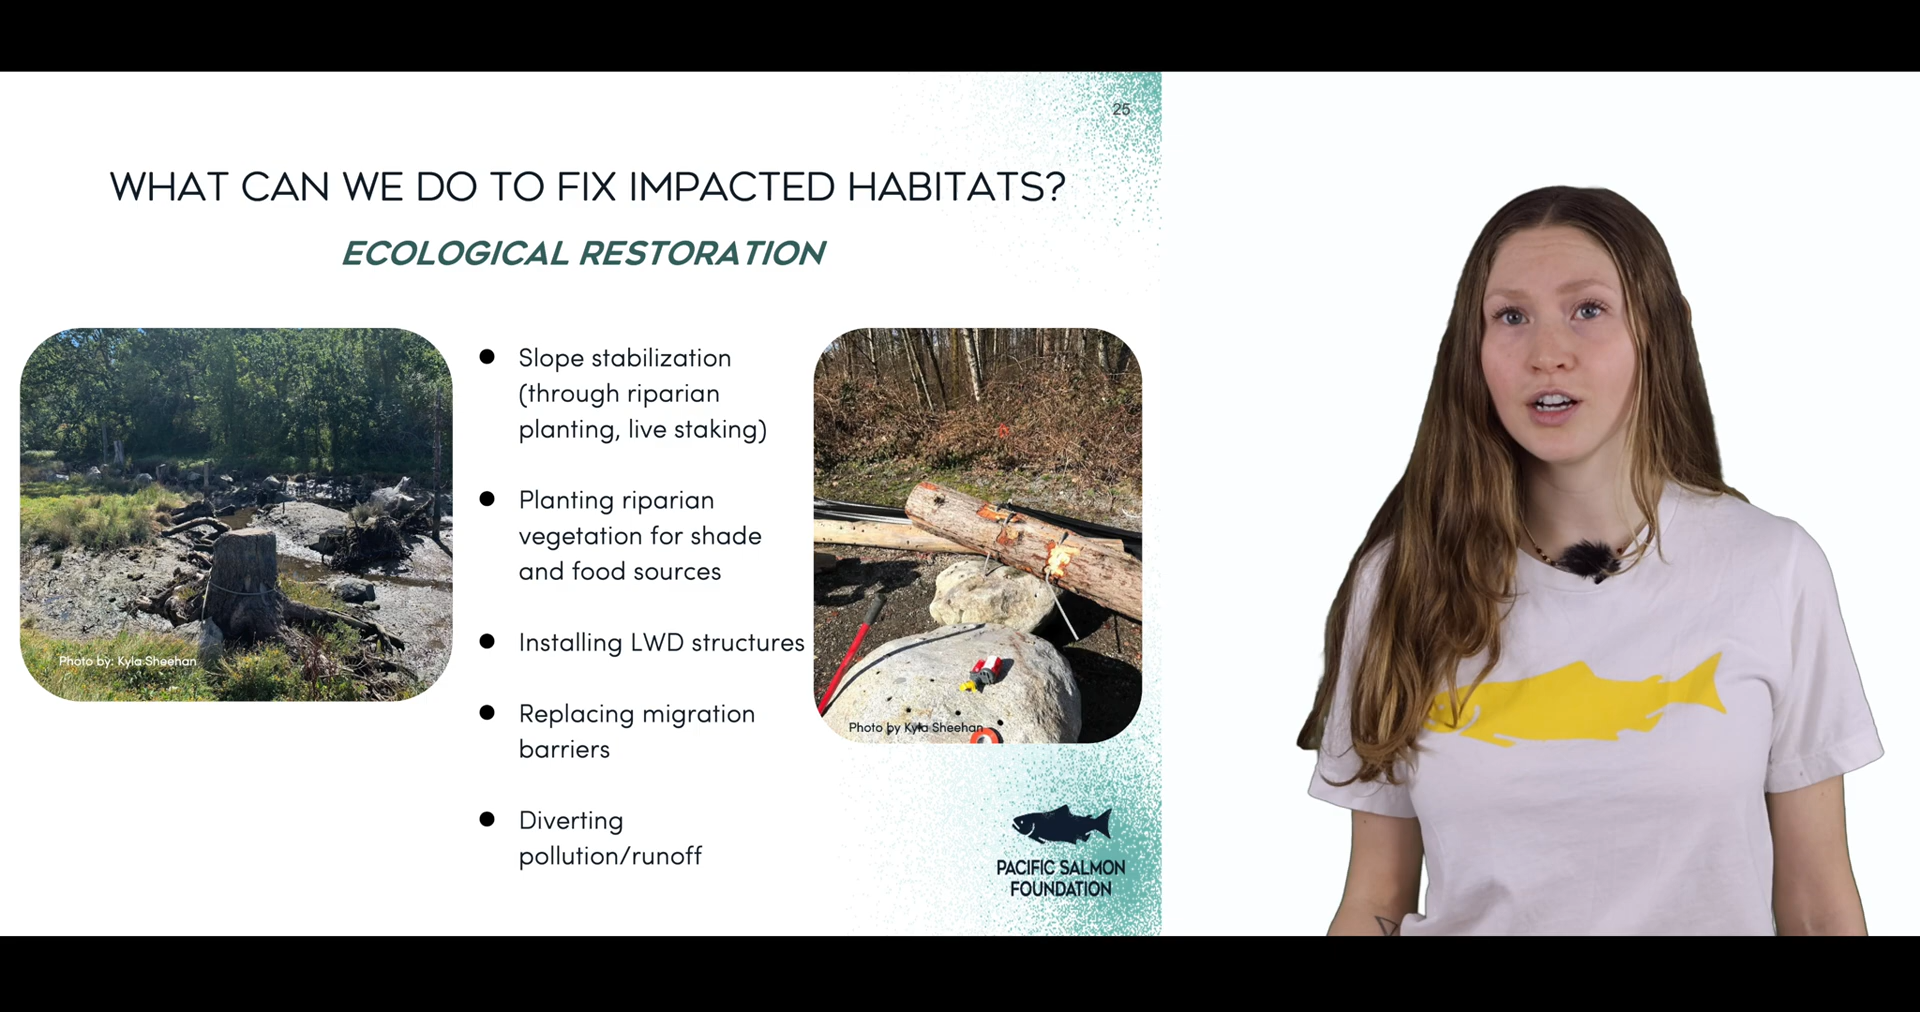 25
WHAT CAN WE DO TO FIX IMPACTED HABITATS?
ECOLOGICAL RESTORATION
● Slope stabilization
(through riparian
planting, live staking)
● Planting riparian
vegetation for shade
and food sources
● Installing LWD structures
● Replacing migration
barriers
● Diverting
pollution/runoff
Photo by: Kyla Sheehan
Photo by Kyla Sheehan
PACIFIC SALMON
FOUNDATION